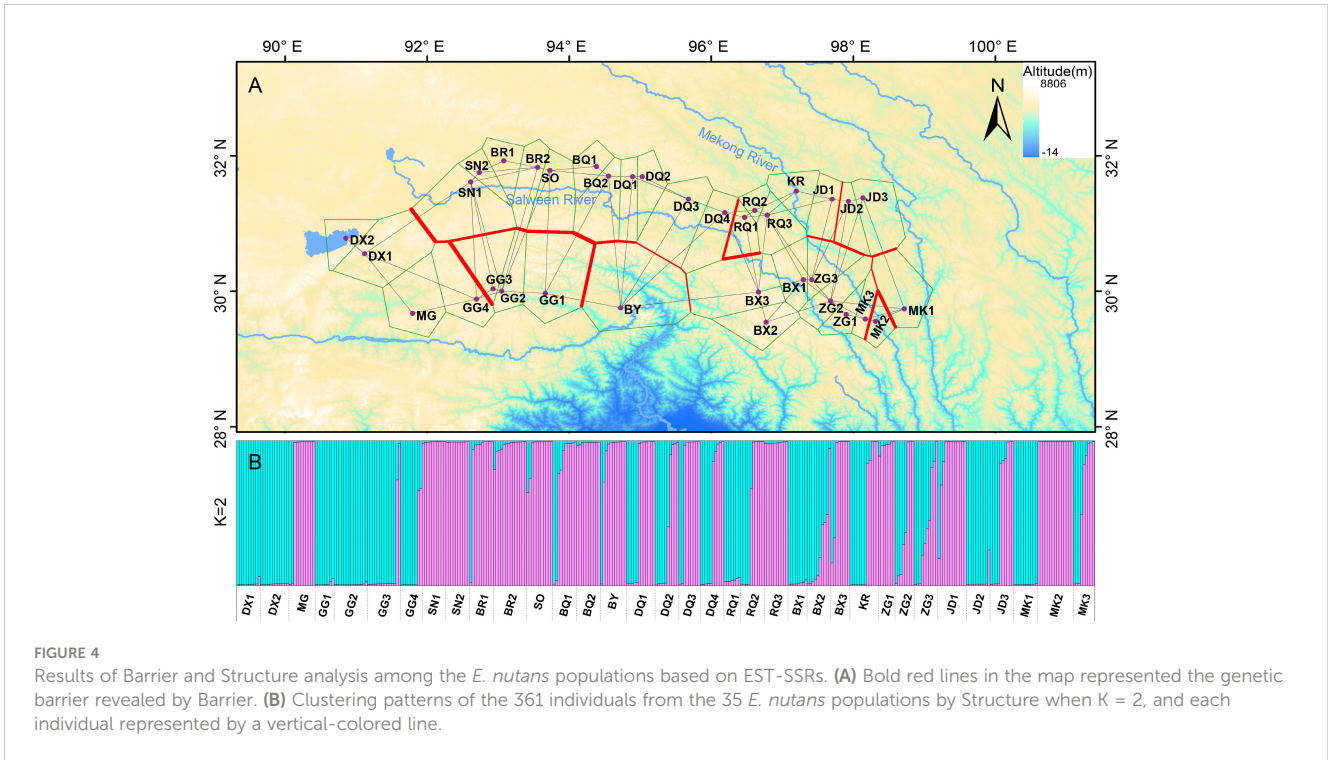 90° E 92° E 94° E 96° E 98° E 100° E
A
N
Altitude(m)
8806
-14
32° N
30° N
28° N
32° N
30° N
28° N
Mekong River
Salween River
BR1
BR2
SN2
SN1
SO
BQ1
BQ2
DQ1
DQ2
DQ3
DQ4
RQ2
RQ1
RQ3
KR
JD1
JD2
JD3
DX2
DX1
MG
GG4
GG3
GG2
GG1
BY
BX3
BX2
BX1
ZG3
ZG2
ZG1
MK3
MK2
MK1
B
K=2
DX1 DX2 MG GG1 GG2 GG3 GG4 SN1 SN2 BR1 BR2 SO BQ1 BQ2 BY DQ1 DQ2 DQ3 DQ4 RQ1 RQ2 RQ3 BX1 BX2 BX3 KR ZG1 ZG2 ZG3 JD1 JD2 JD3 MK1 MK2 MK3
FIGURE 4
Results of Barrier and Structure analysis among the E. nutans populations based on EST-SSRs. (A) Bold red lines in the map represented the genetic
barrier revealed by Barrier. (B) Clustering patterns of the 361 individuals from the 35 E. nutans populations by Structure when K = 2, and each
individual represented by a vertical-colored line.